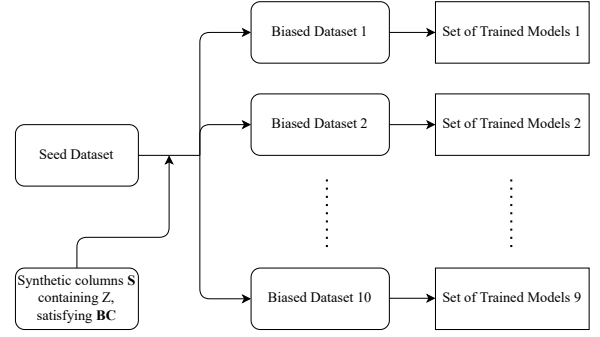 Biased Dataset 1
Set of Trained Models 1
Biased Dataset 2
Set of Trained Models 2
Seed Dataset
Synthetic columns S
containing Z,
satisfying BC
Biased Dataset 10
Set of Trained Models 9